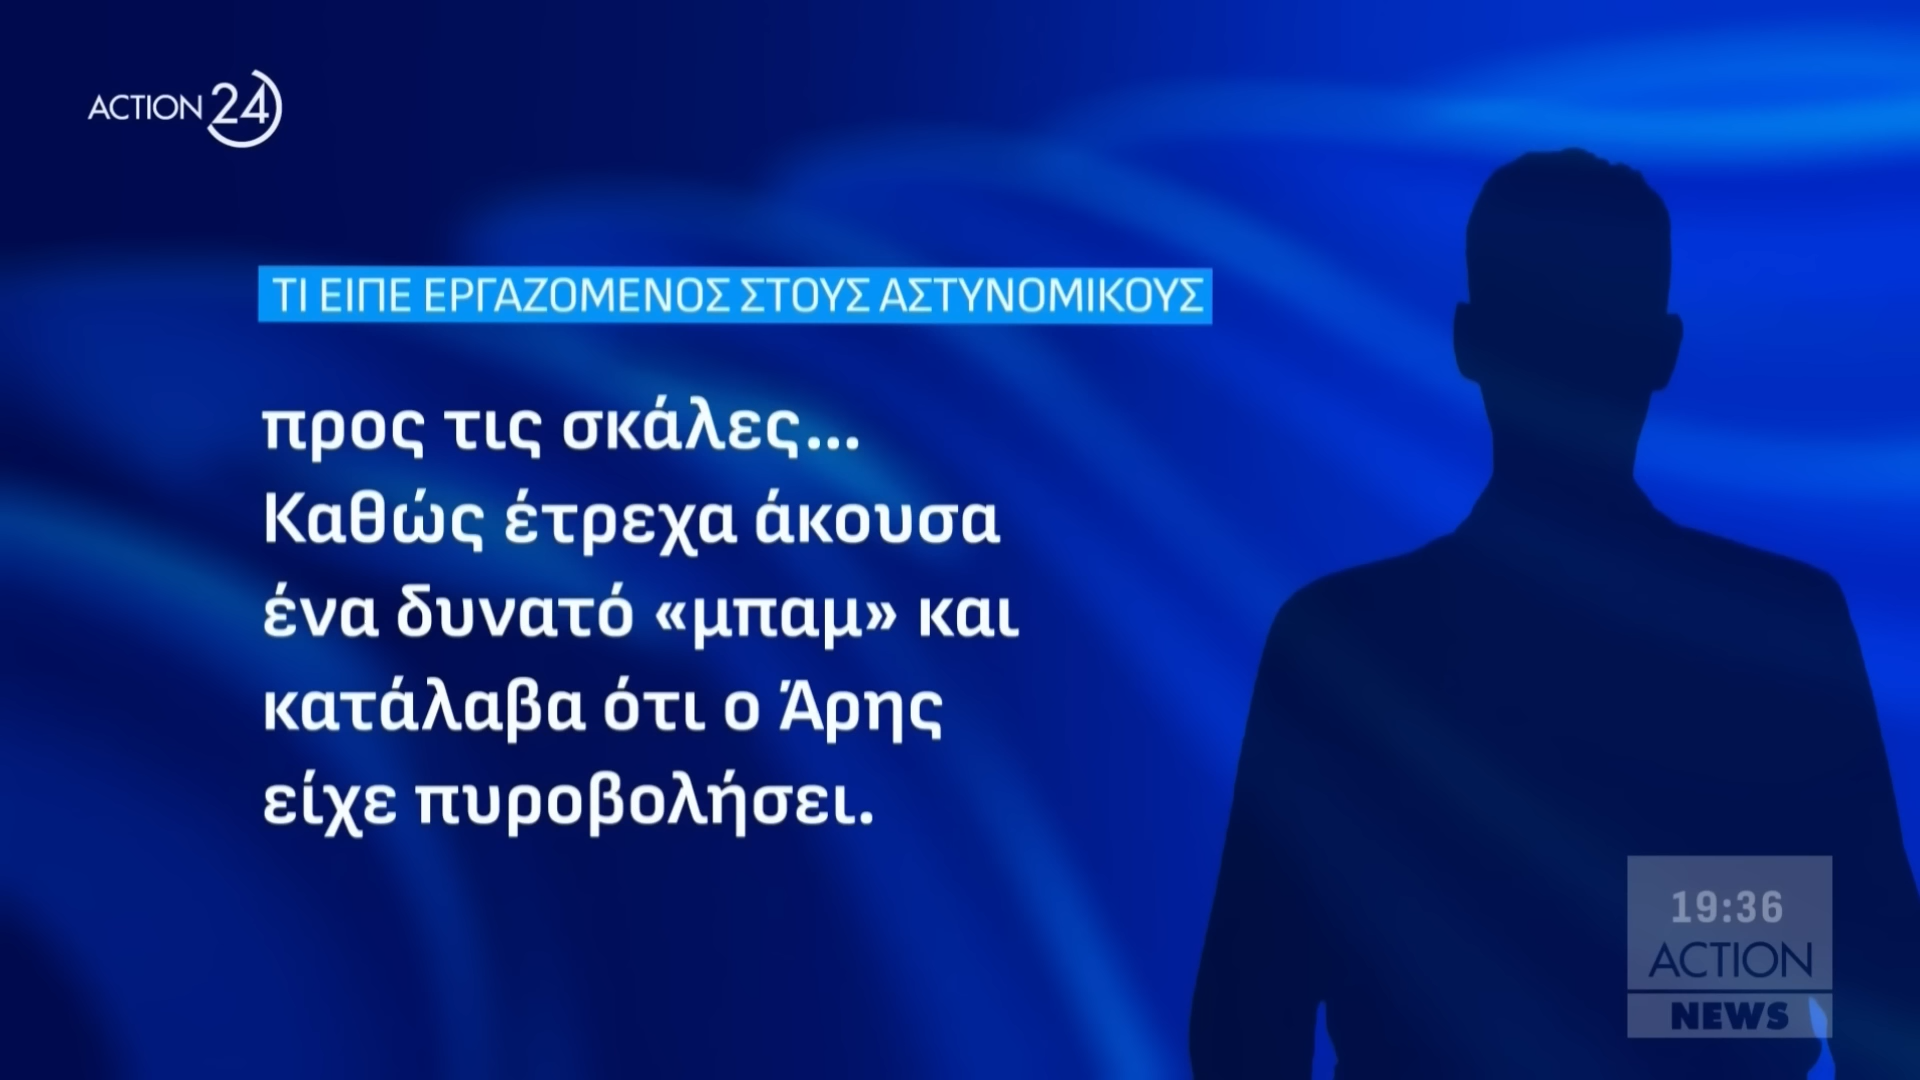 ACTION 24
ΤΙ ΕΙΠΕ ΕΡΓΑΖΟΜΕΝΟΣ ΣΤΟΥΣ ΑΣΤΥΝΟΜΙΚΟΥΣ
προς τις σκάλες...
Καθώς έτρεχα άκουσα
ένα δυνατό «μπαμ» και
κατάλαβα ότι ο Άρης
είχε πυροβολήσει.
19:36
ACTION
NEWS